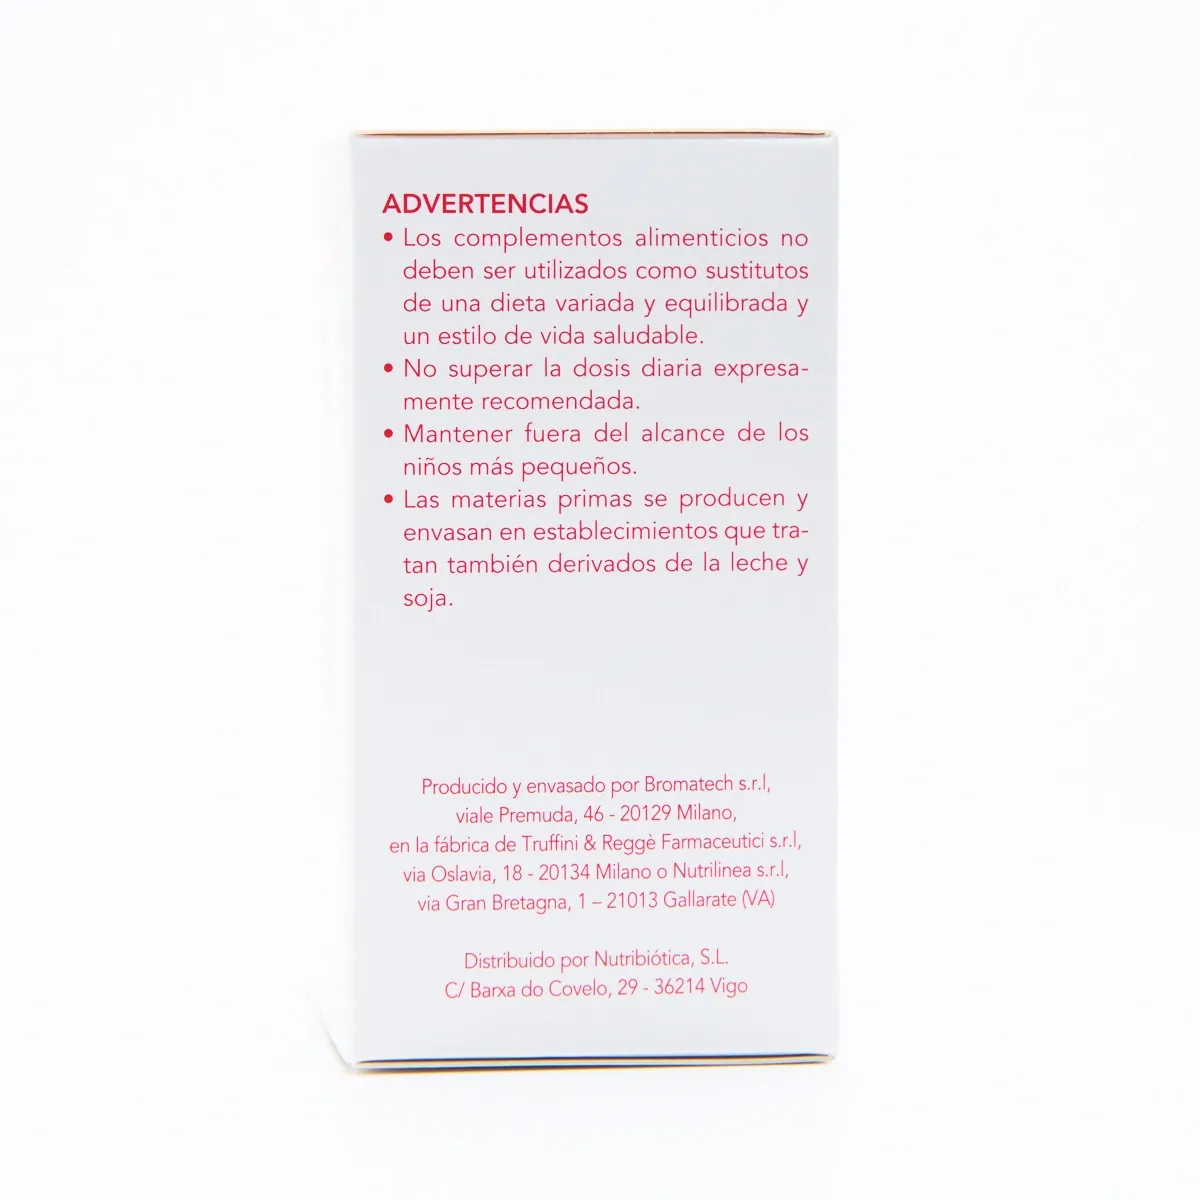 ADVERTENCIAS
• Los complementos alimenticios no
deben ser utilizados como sustitutos
de una dieta variada y equilibrada y
un estilo de vida saludable.
• No superar la dosis diaria expresa-
mente recomendada.
• Mantener fuera del alcance de los
niños más pequeños.
• Las materias primas se producen y
envasan en establecimientos que tra-
tan también derivados de la leche y
soja.
Producido y envasado por Bromatech s.r.l,
viale Premuda, 46 - 20129 Milano,
en la fábrica de Truffini & Reggè Farmaceutici s.r.l,
via Oslavia, 18 - 20134 Milano o Nutrilinea s.r.l,
via Gran Bretagna, 1 – 21013 Gallarate (VA)
Distribuido por Nutribiótica, S.L.
C/ Barxa do Covelo, 29 - 36214 Vigo